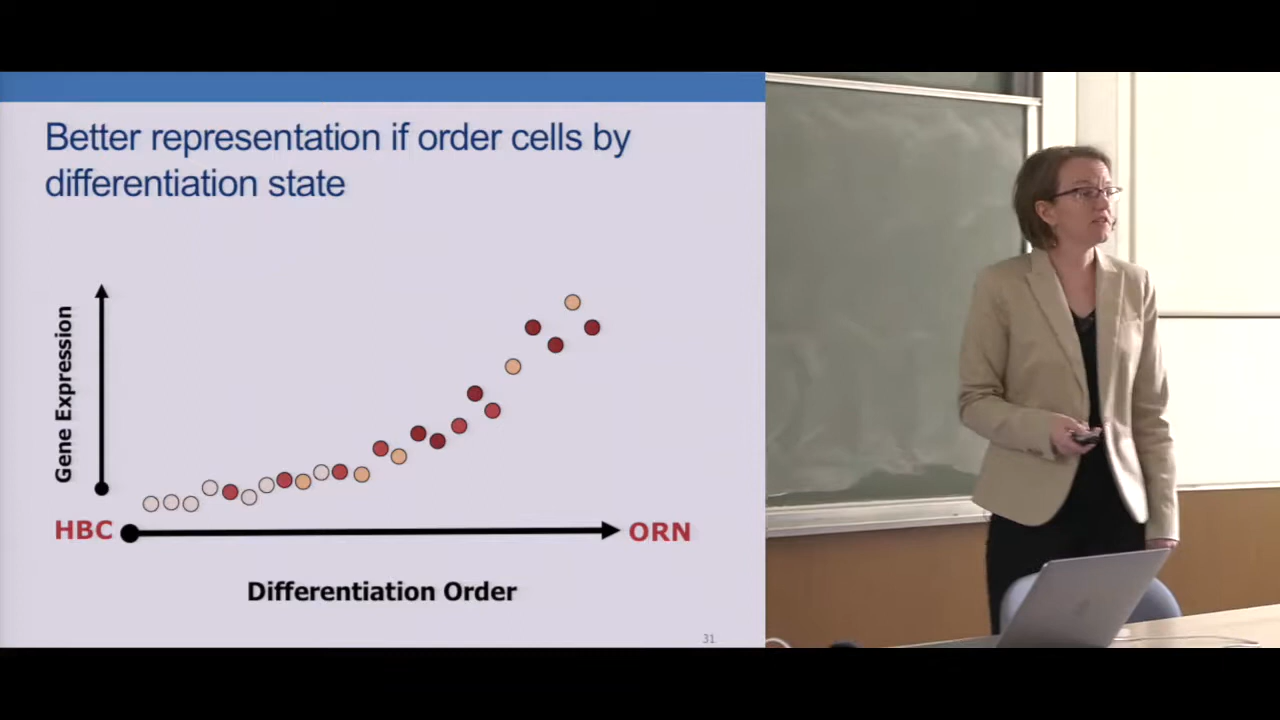 Better representation if order cells by
differentiation state
Gene Expression
HBC
ORN
Differentiation Order
31